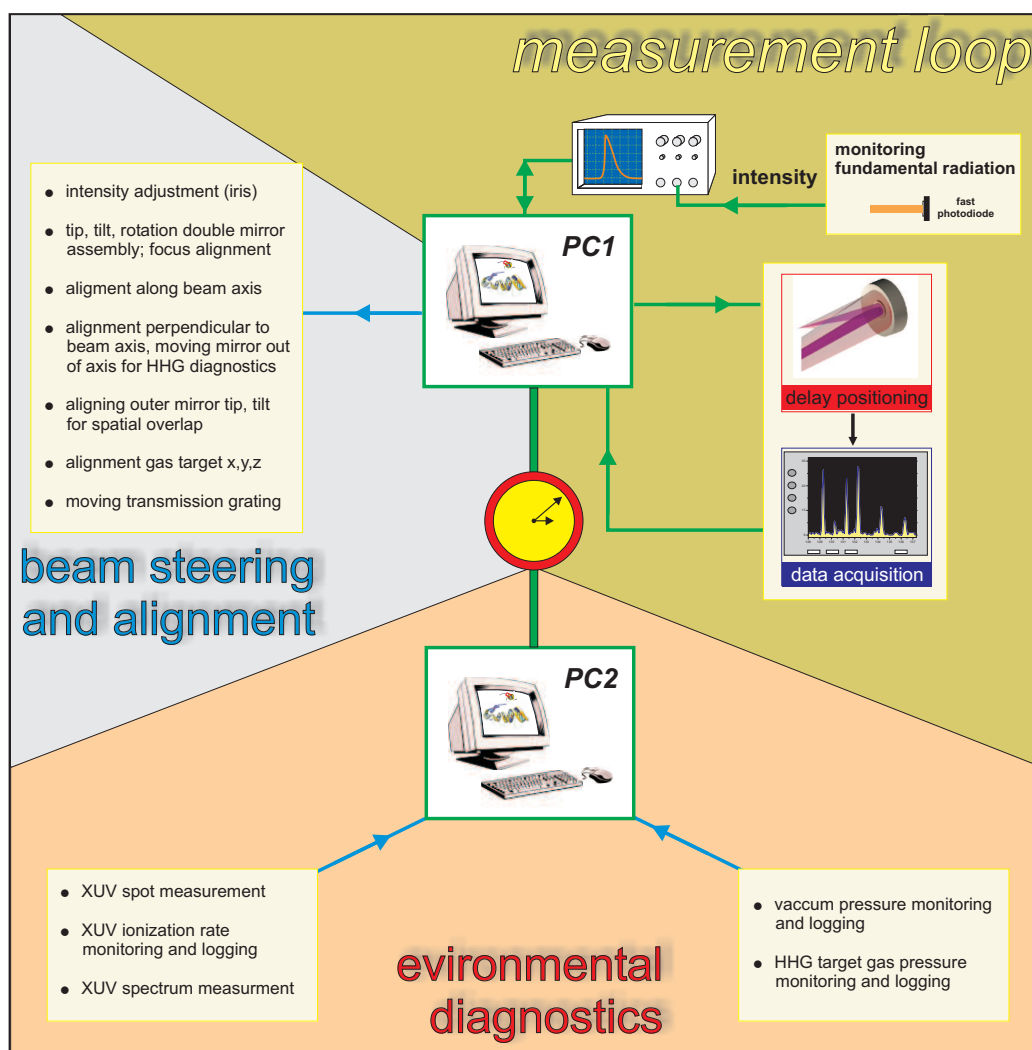 measurement loop
monitoring
fundamental radiation
fast
photodiode
intensity
PC1
delay positioning
data acquisition
• intensity adjustment (iris)
• tip, tilt, rotation double mirror
assembly; focus alignment
• aligment along beam axis
• alignment perpendicular to
beam axis, moving mirror out
of axis for HHG diagnostics
• aligning outer mirror tip, tilt
for spatial overlap
• alignment gas target x,y,z
• moving transmission grating
beam steering
and alignment
PC2
• XUV spot measurement
• XUV ionization rate
monitoring and logging
• XUV spectrum measurment
• vaccum pressure monitoring
and logging
• HHG target gas pressure
monitoring and logging
evironmental
diagnostics